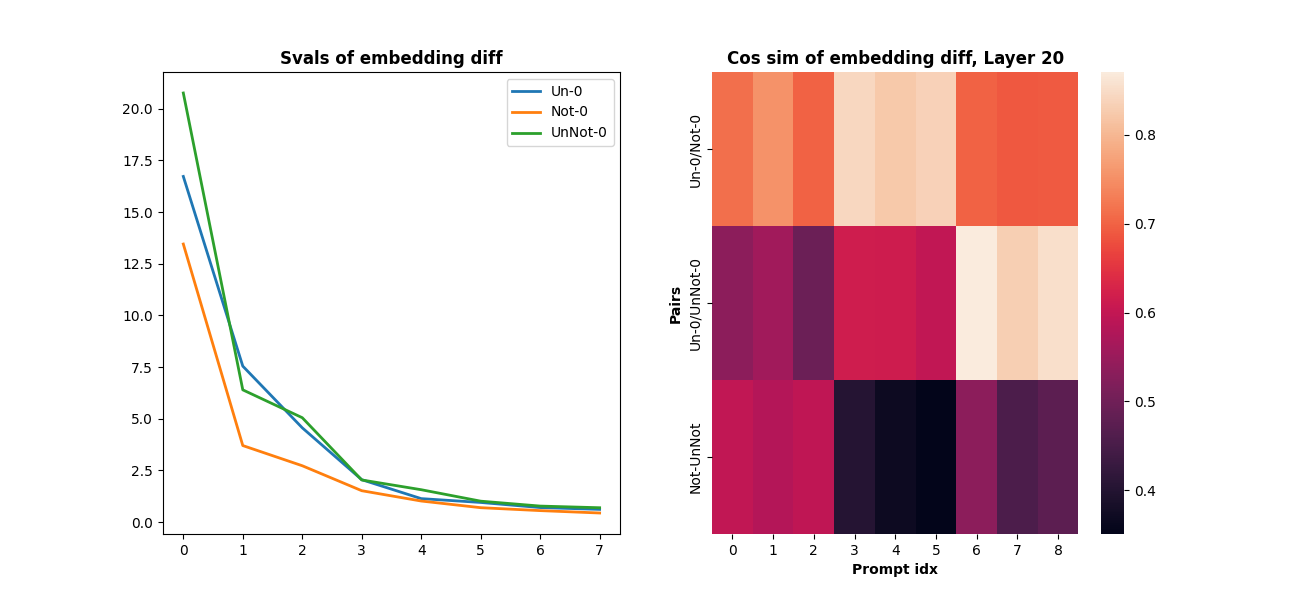 Svals of embedding diff
20.0
17.5
15.0
12.5
10.0
7.5
5.0
2.5
0.0
0 1 2 3 4 5 6 7
Un-0
Not-0
UnNot-0
Cos sim of embedding diff, Layer 20
Pairs
Un-0/Not-0
Un-0/UnNot-0
Not-UnNot
0 1 2 3 4 5 6 7 8
Prompt idx
0.8
0.7
0.6
0.5
0.4